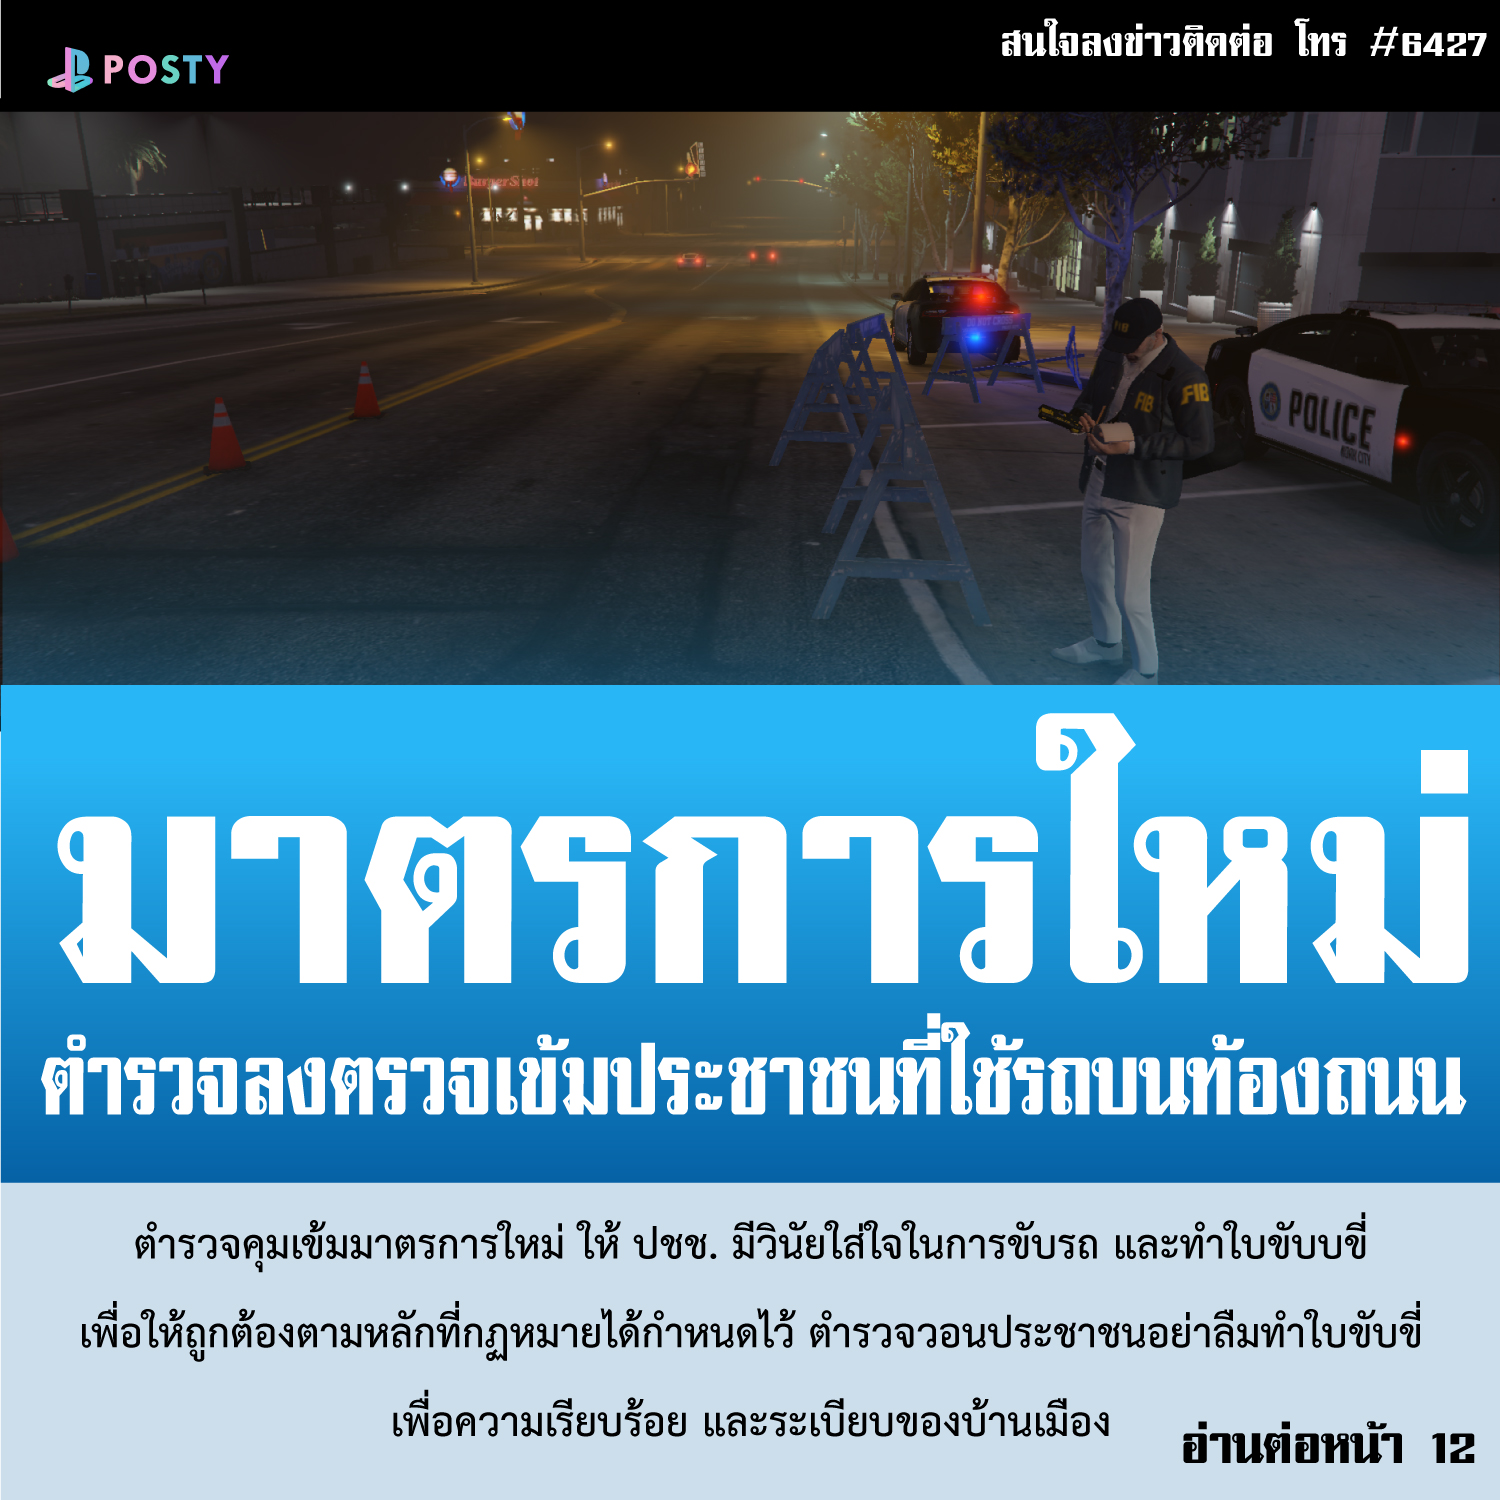 POSTY
สนใจลงข่าวติดต่อ โทร #6427
BurgerShot
FIB
FIB
FIB
POLICE
มาตรการใหม่
ตำรวจลงตรวจเข้มประชาชนที่ใช้รถบนท้องถนน
ตำรวจคุมเข้มมาตรการใหม่ ให้ ปชช. มีวินัยใส่ใจในการขับรถ และทำใบขับบขี่
เพื่อให้ถูกต้องตามหลักที่กฎหมายได้กำหนดไว้ ตำรวจวอนประชาชนอย่าลืมทำใบขับขี่
เพื่อความเรียบร้อย และระเบียบของบ้านเมือง
อ่านต่อหน้า 12